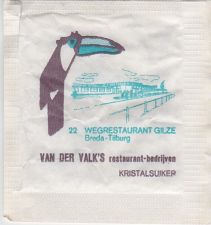 22 WEGRESTAURANT GILZE
Breda-Tilburg
VAN DER VALK'S restaurant-bedrijven
KRISTALSUIKER